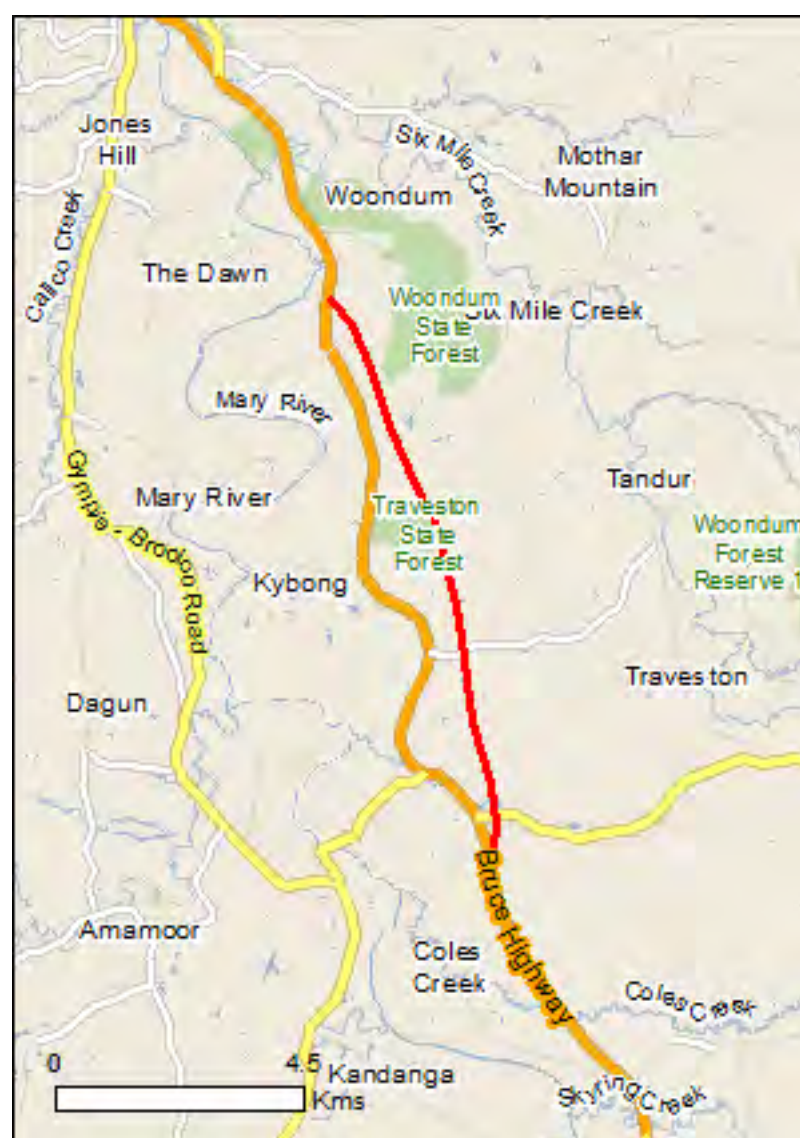 Jones
Hill
Six Mile Creek
Mothar
Mountain
Woondum
Calico Creek
The Dawn
Woondum
State
Forest
Six Mile Creek
Mary River
Gympie - Brooloo Road
Mary River
Tandur
Traveston
State
Forest
Woondum
Forest
Reserve 1
Kybong
Traveston
Dagun
Bruce Highway
Amamoor
Coles
Creek
Coles Creek
0
4.5
Kms
Kandanga
Skyring Creek